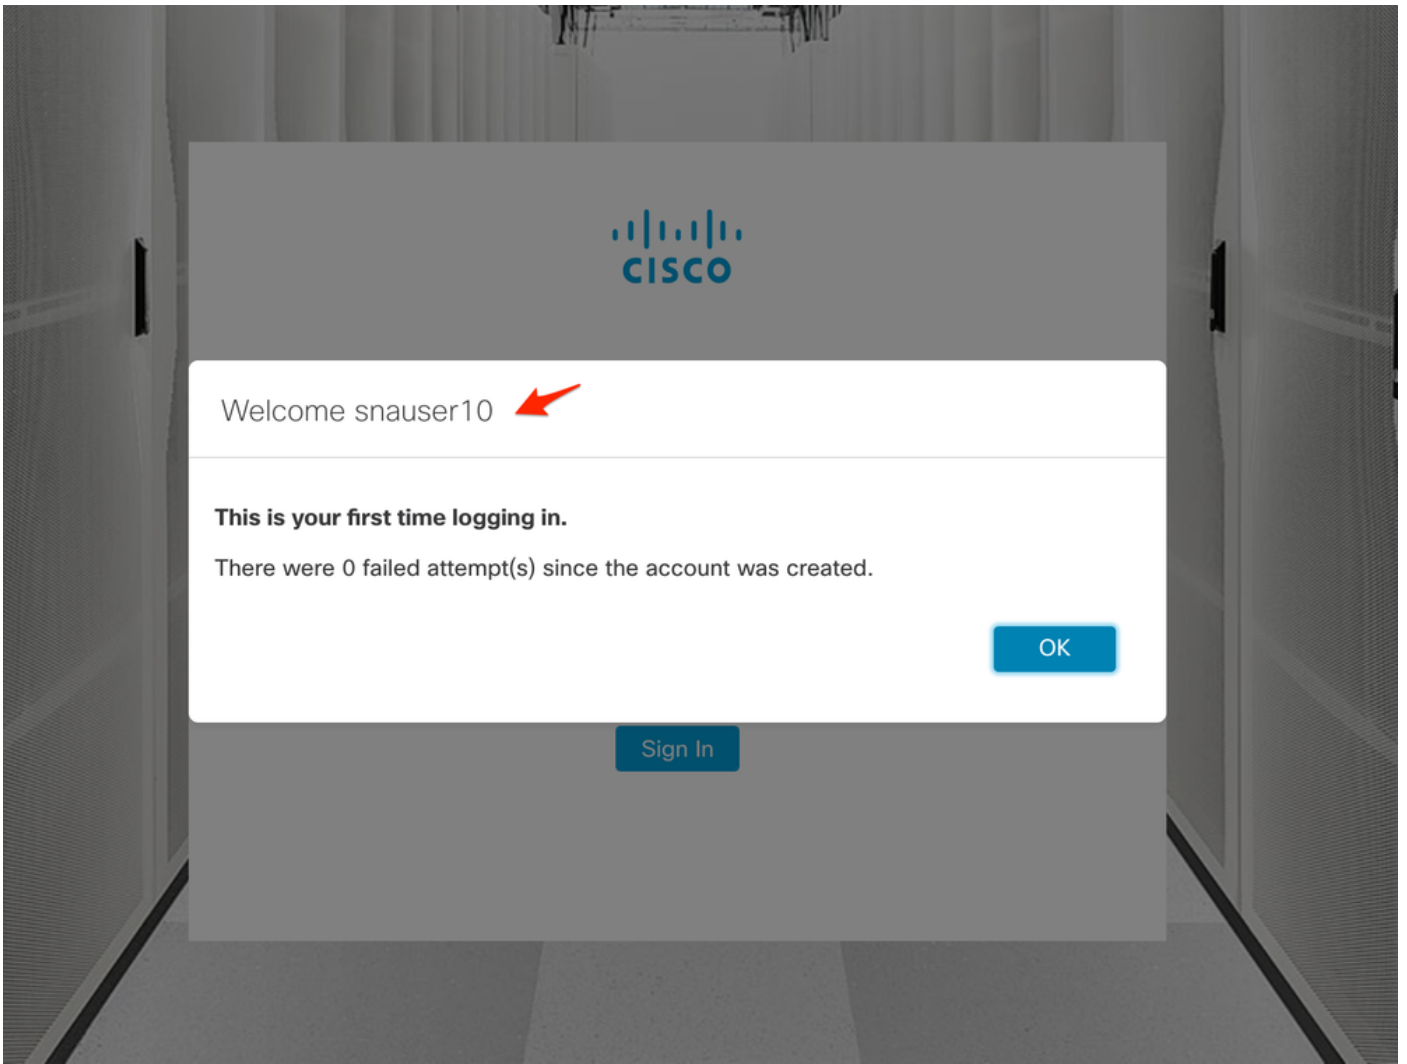 CISCO
Welcome snauser10
This is your first time logging in.
There were 0 failed attempt(s) since the account was created.
OK
Sign In